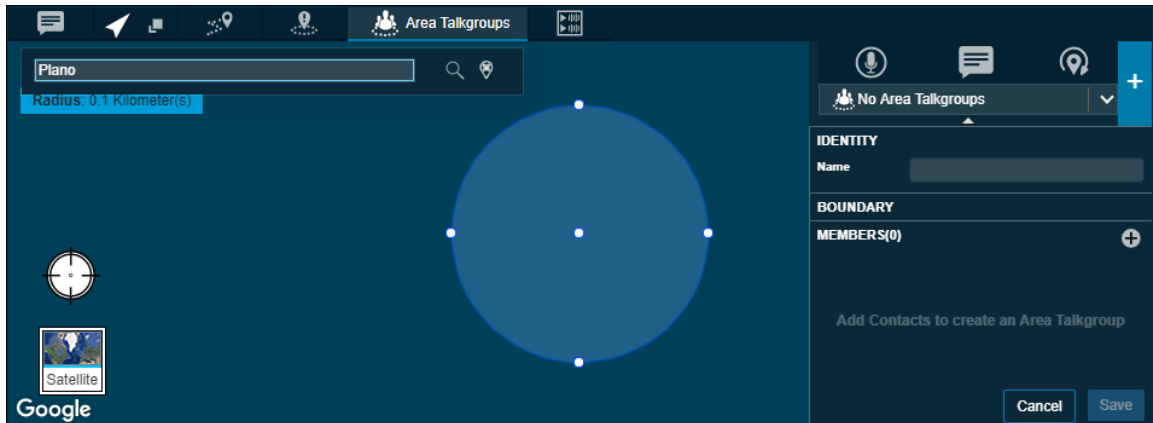 Area Talkgroups
Plano
Radius: 0.1 Kilometer(s)
Satellite
Google
No Area Talkgroups
+
IDENTITY
Name
BOUNDARY
MEMBERS(0)
Add Contacts to create an Area Talkgroup
Cancel
Save